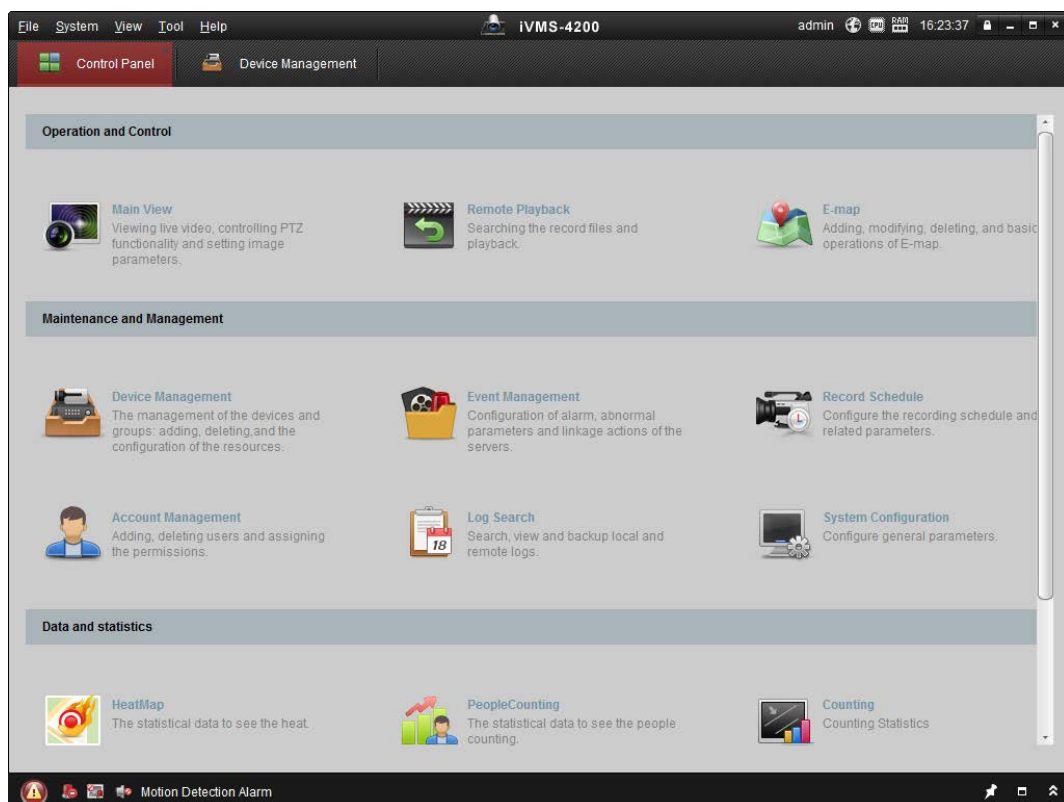 File System View Tool Help iVMS-4200 admin CPU RAM 16:23:37
Control Panel Device Management
Operation and Control
Main View
Viewing live video, controlling PTZ
functionality and setting image
parameters.
Remote Playback
Searching the record files and
playback.
E-map
Adding, modifying, deleting, and basic
operations of E-map.
Maintenance and Management
Device Management
The management of the devices and
groups: adding, deleting,and the
configuration of the resources.
Event Management
Configuration of alarm, abnormal
parameters and linkage actions of the
servers.
Record Schedule
Configure the recording schedule and
related parameters.
Account Management
Adding, deleting users and assigning
the permissions.
18
Log Search
Search, view and backup local and
remote logs.
System Configuration
Configure general parameters.
Data and statistics
HeatMap
The statistical data to see the heat.
PeopleCounting
The statistical data to see the people
counting.
Counting
Counting Statistics
Motion Detection Alarm